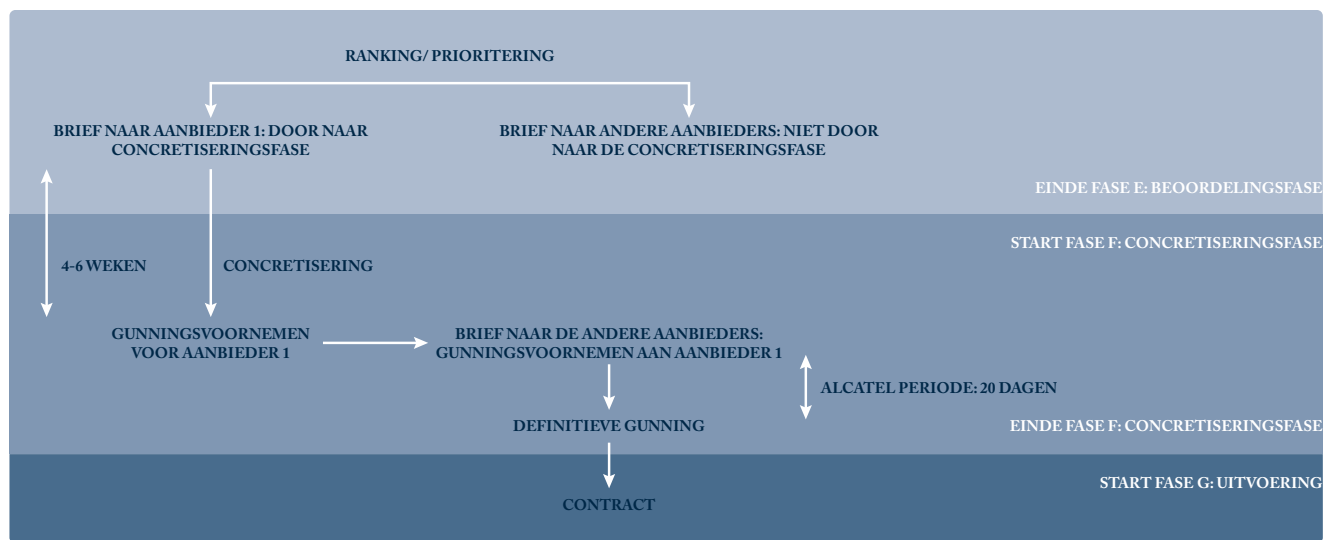 RANKING/ PRIORITERING
BRIEF NAAR AANBIEDER 1: DOOR NAAR
CONCRETISERINGSFASE
BRIEF NAAR ANDERE AANBIEDERS: NIET DOOR
NAAR DE CONCRETISERINGSFASE
EINDE FASE E: BEOORDELINGSFASE
START FASE F: CONCRETISERINGSFASE
4-6 WEKEN
CONCRETISERING
GUNNINGSVOORNEMEN
VOOR AANBIEDER 1
BRIEF NAAR DE ANDERE AANBIEDERS:
GUNNINGSVOORNEMEN AAN AANBIEDER 1
ALCATEL PERIODE: 20 DAGEN
DEFINITIEVE GUNNING
EINDE FASE F: CONCRETISERINGSFASE
START FASE G: UITVOERING
CONTRACT